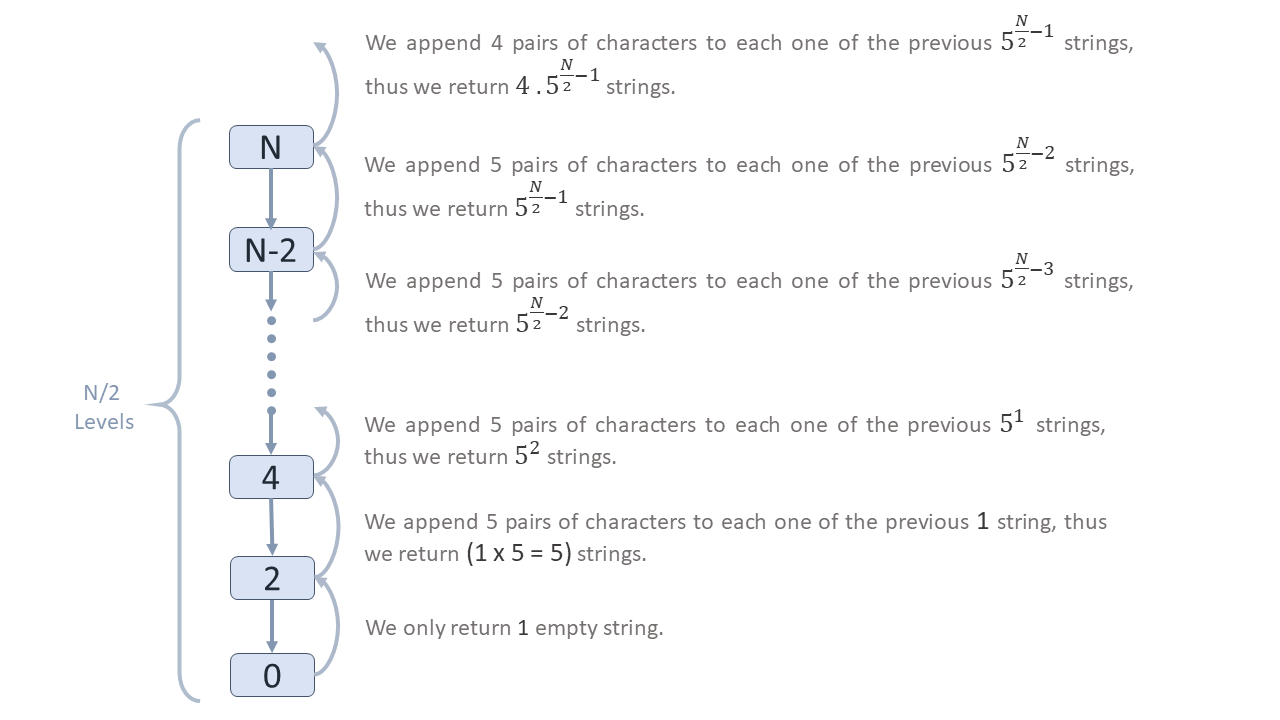 We append 4 pairs of characters to each one of the previous 5^{\frac{N}{2}-1} strings,
thus we return 4 . 5^{\frac{N}{2}-1} strings.
N
We append 5 pairs of characters to each one of the previous 5^{\frac{N}{2}-2} strings,
thus we return 5^{\frac{N}{2}-1} strings.
N-2
We append 5 pairs of characters to each one of the previous 5^{\frac{N}{2}-3} strings,
thus we return 5^{\frac{N}{2}-2} strings.
N/2
Levels
We append 5 pairs of characters to each one of the previous 5^1 strings,
thus we return 5^2 strings.
4
We append 5 pairs of characters to each one of the previous 1 string, thus
we return (1 x 5 = 5) strings.
2
We only return 1 empty string.
0